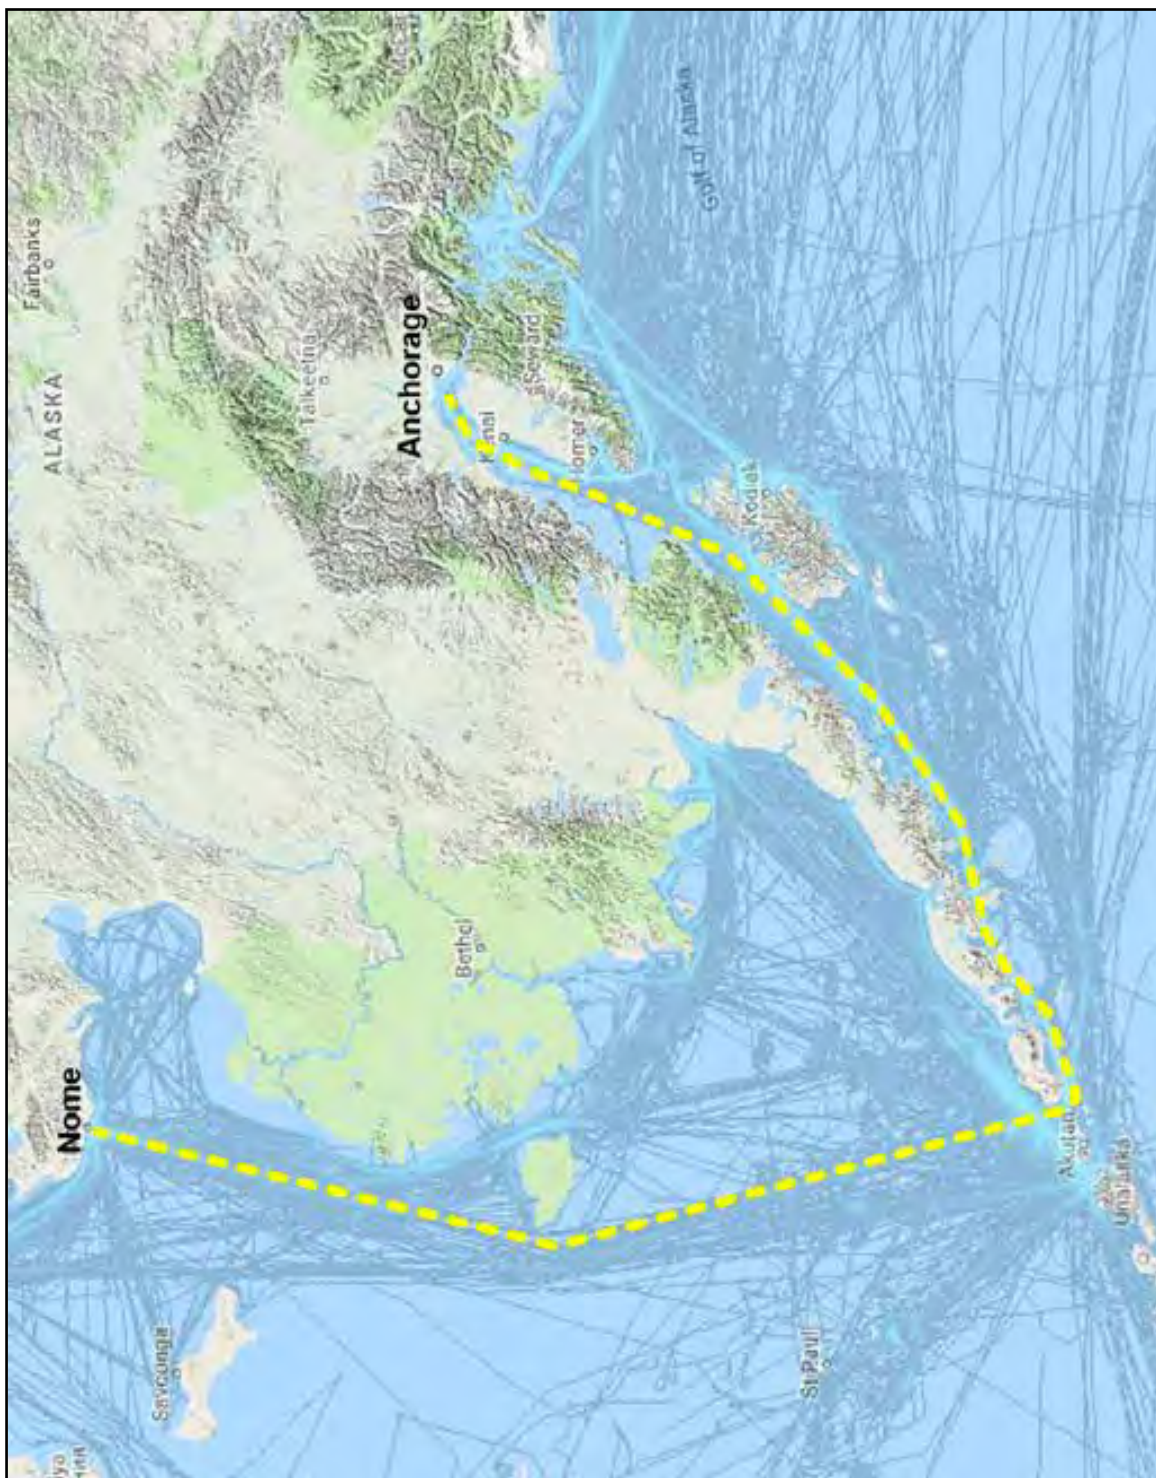 ALASKA
Fairbanks
Talkeetna
Anchorage
Seward
Homer
Kodiak
Gulf of Alaska
Nome
Bethel
Savoonga
St Paul
Akutan
Unalaska